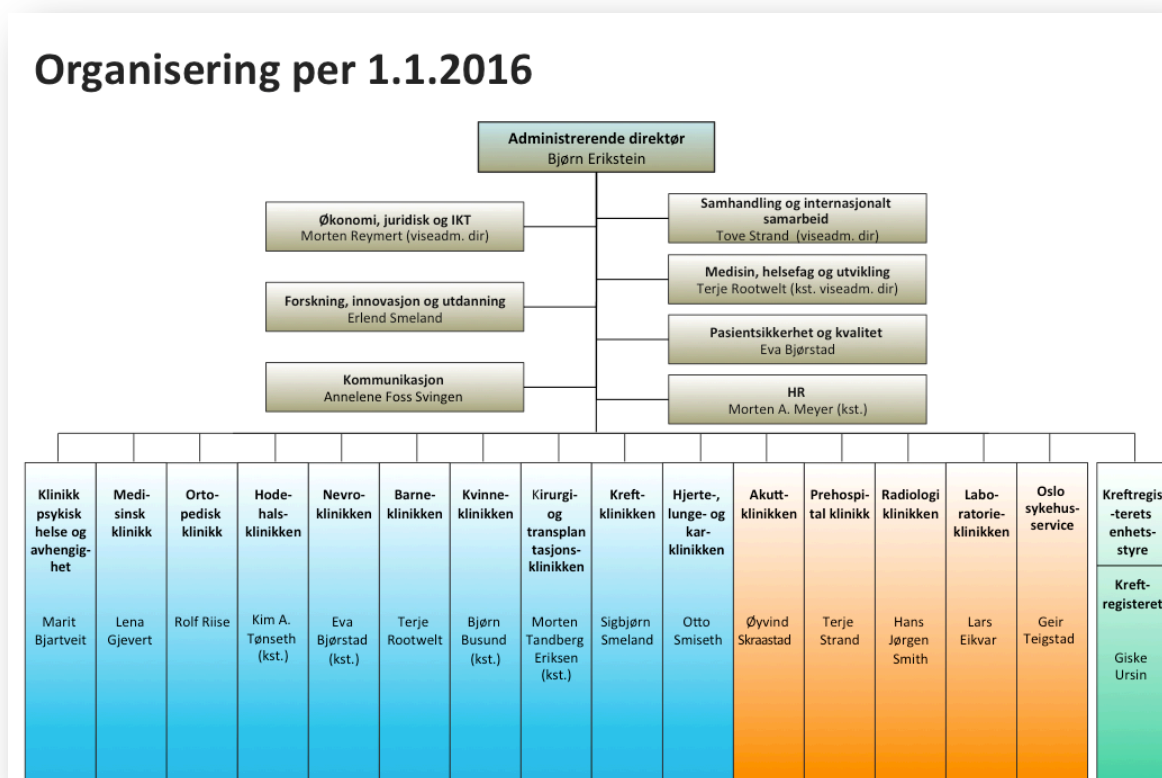 Organisering per 1.1.2016
Administrerende direktør
Bjørn Erikstein
Økonomi, juridisk og IKT
Morten Reymert (viseadm. dir)
Samhandling og internasjonalt
samarbeid
Tove Strand (viseadm. dir)
Medisin, helsefag og utvikling
Terje Rootwelt (kst. viseadm. dir)
Forskning, innovasjon og utdanning
Erlend Smeland
Pasientsikkerhet og kvalitet
Eva Bjørstad
Kommunikasjon
Annelene Foss Svingen
HR
Morten A. Meyer (kst.)
Klinikk
psykisk
helse og
avhengig-
het
Marit
Bjartveit
Medi-
sinsk
klinikk
Lena
Gjevert
Orto-
pedisk
klinikk
Rolf Riise
Hode-
hals-
klinikken
Kim A.
Tønseth
(kst.)
Nevro-
klinikken
Eva
Bjørstad
(kst.)
Barne-
klinikken
Terje
Rootwelt
Kvinne-
klinikken
Bjørn
Busund
(kst.)
Kirurgi-
og
transplan
tasjons-
klinikken
Morten
Tandberg
Eriksen
(kst.)
Kreft-
klinikken
Sigbjørn
Smeland
Hjerte-,
lunge- og
kar-
klinikken
Otto
Smiseth
Akutt-
klinikken
Øyvind
Skraastad
Prehospi-
tal klinikk
Terje
Strand
Radiologi
klinikken
Hans
Jørgen
Smith
Labo-
ratorie-
klinikken
Lars
Eikvar
Oslo
sykehus-
service
Geir
Teigstad
Kreftregis
-terets
enhets-
styre
Kreft-
registeret
Giske
Ursin